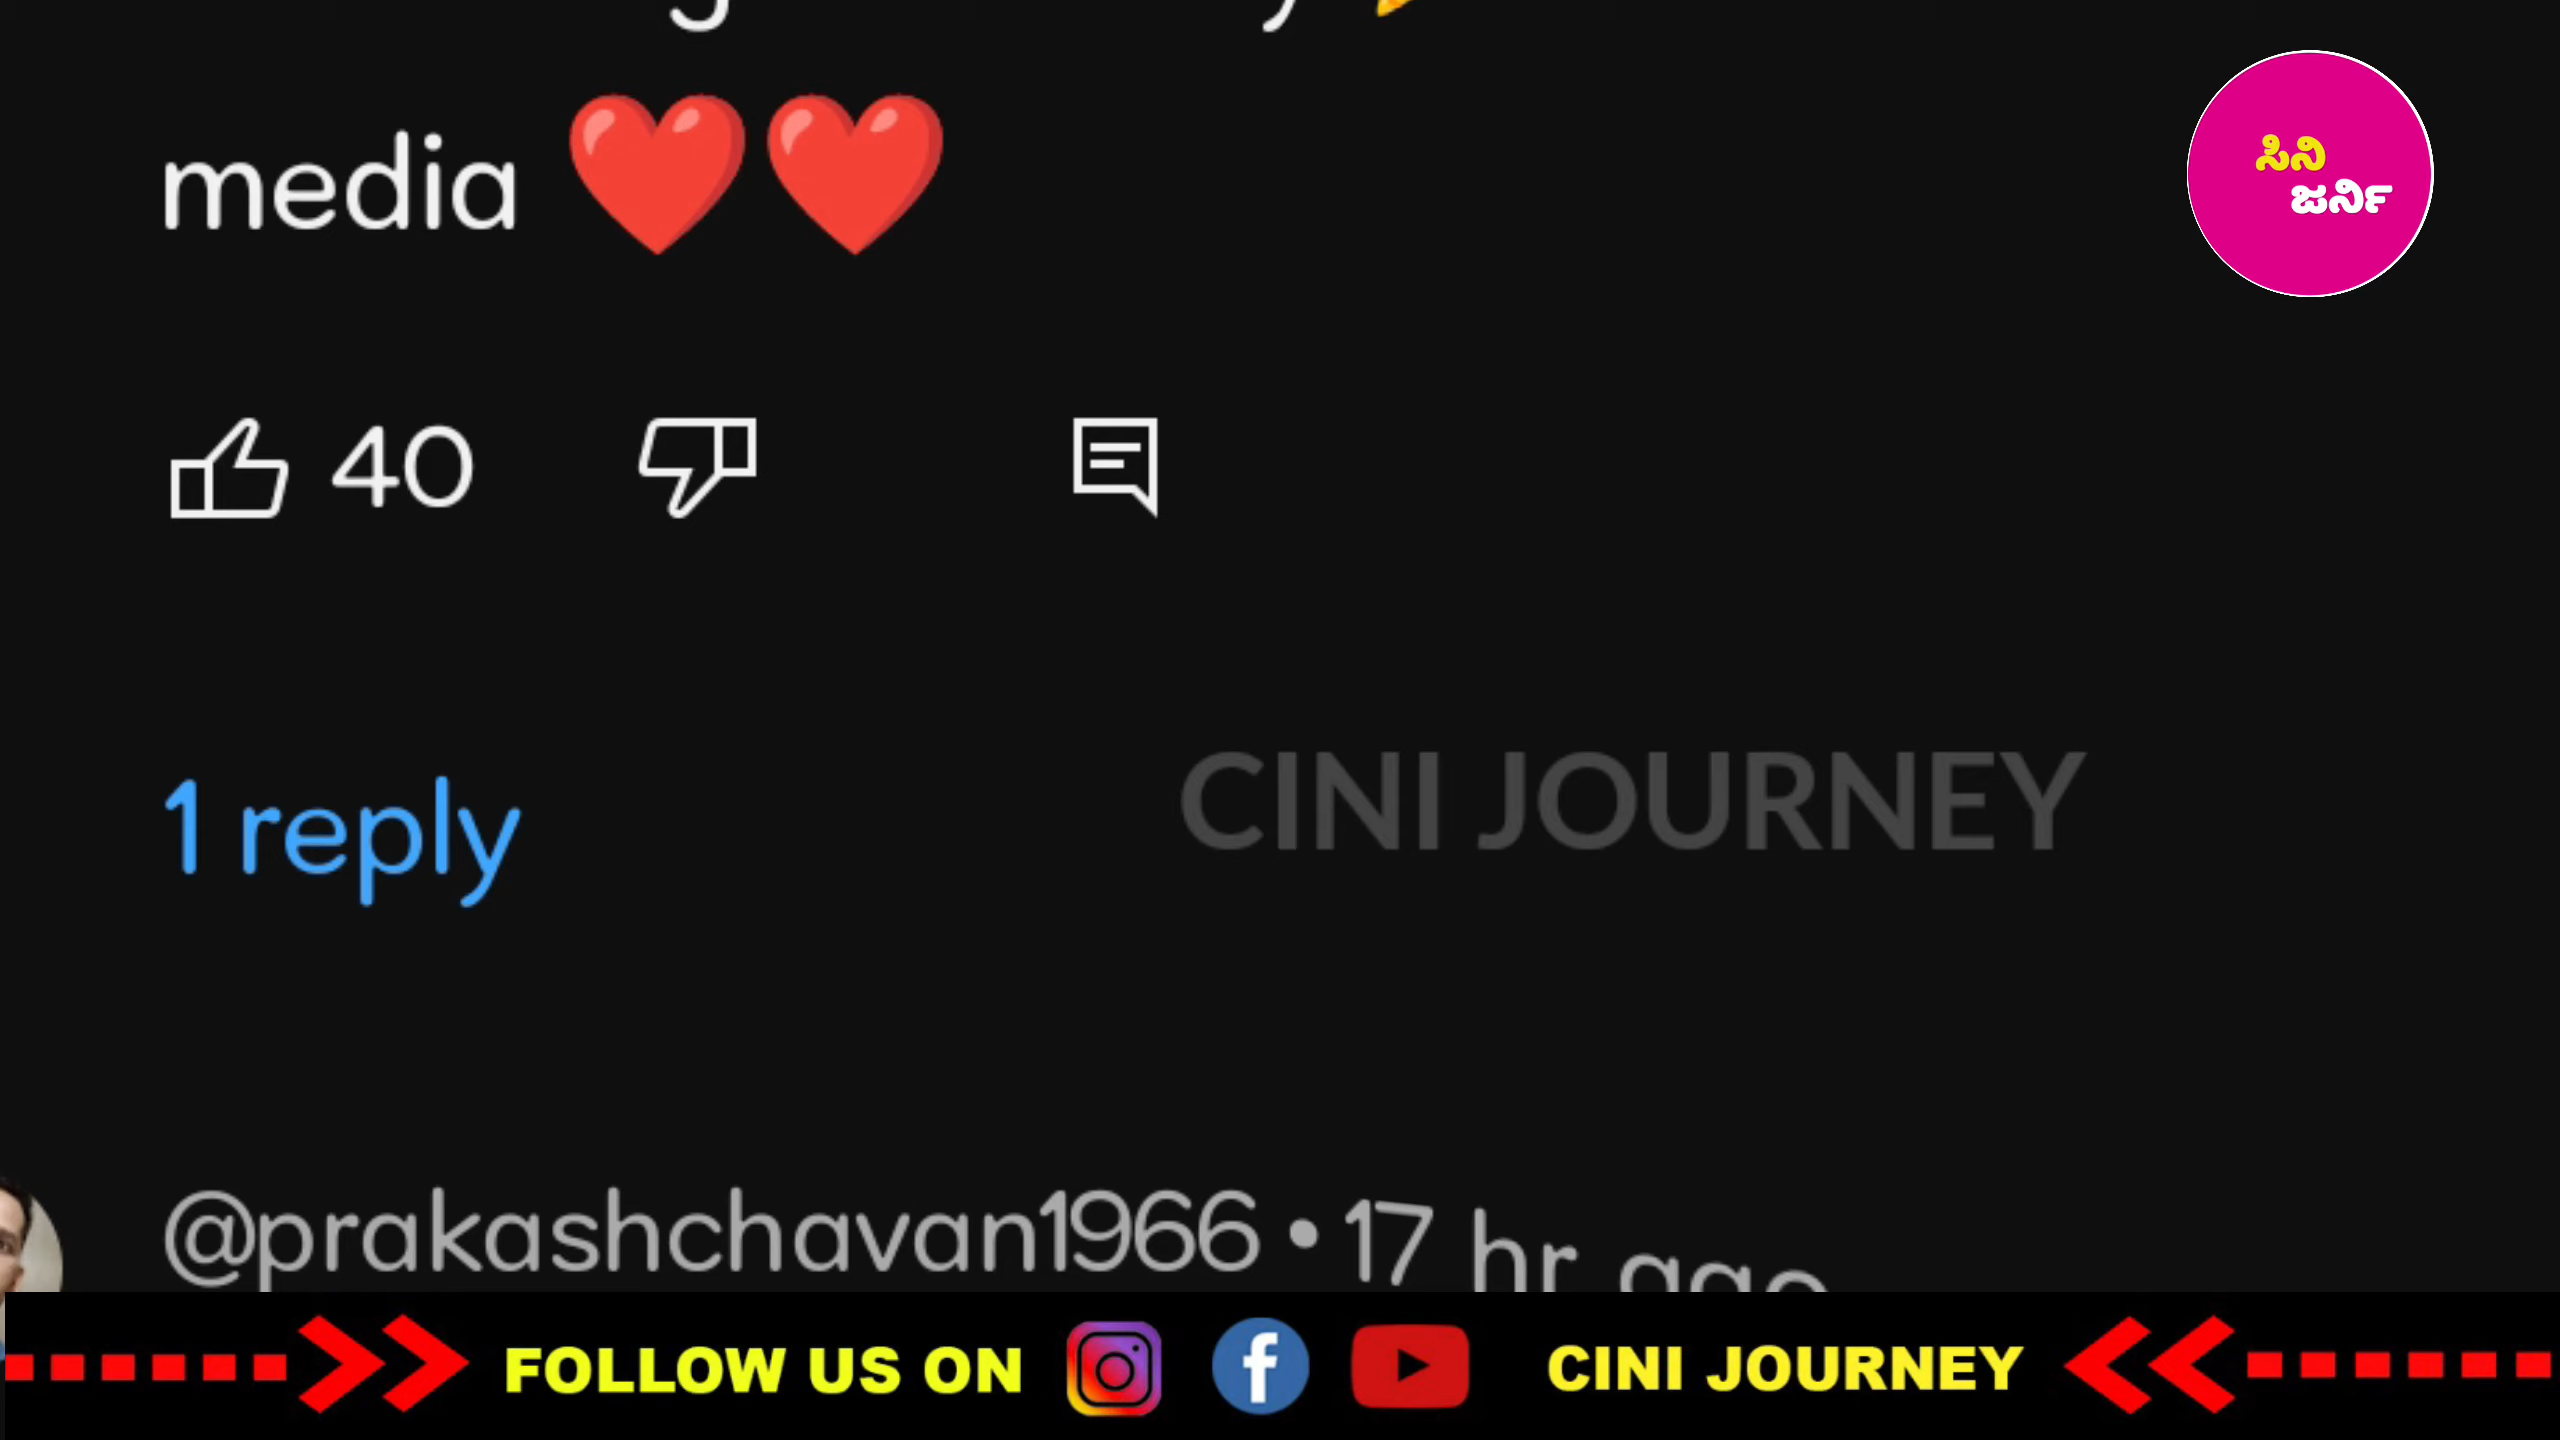 media ❤️❤️
ಸಿನಿ
ಜರ್ನಿ
40
1 reply
CINI JOURNEY
@prakashchavan1966 • 17 hr ago
FOLLOW US ON CINI JOURNEY